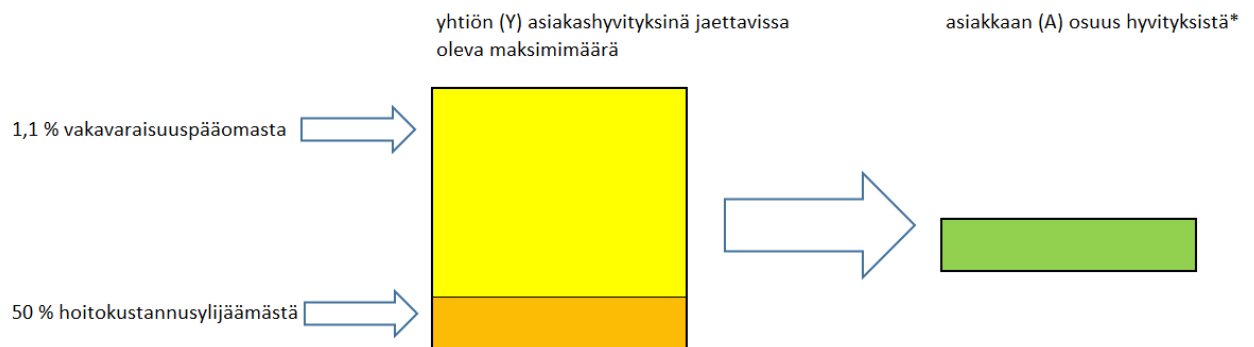 yhtiön (Y) asiakashyvityksinä jaettavissa
oleva maksimimäärä
asiakkaan (A) osuus hyvityksistä*
1,1 % vakavaraisuuspääomasta
50 % hoitokustannusylijäämästä